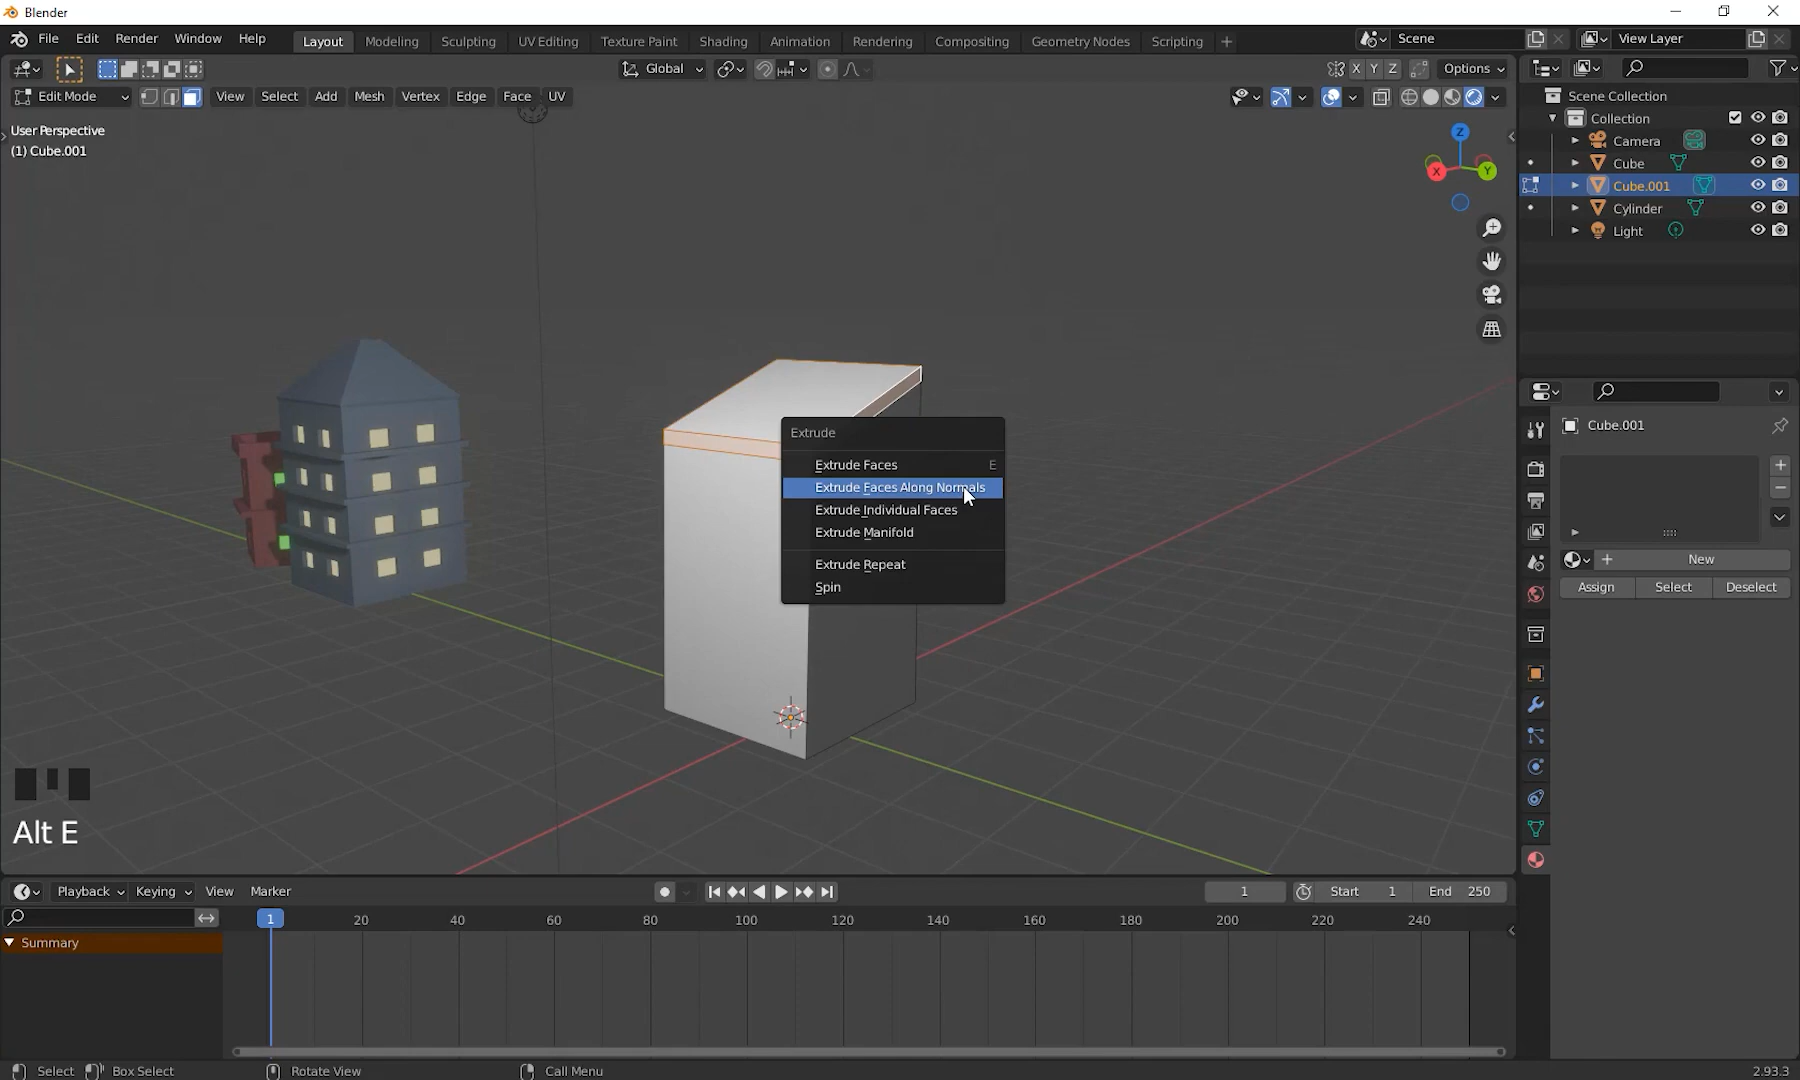 Blender
File Edit Render Window Help Layout Modeling Sculpting UV Editing Texture Paint Shading Animation Rendering Compositing Geometry Nodes Scripting + Scene View Layer
Global X Y Z Options
Edit Mode View Select Add Mesh Vertex Edge Face UV Scene Collection
User Perspective
(1) Cube.001
Collection
Camera
Cube
Cube.001
Cylinder
Light
Z
X Y
Cube.001
Extrude
Extrude Faces E
Extrude Faces Along Normals
Extrude Individual Faces
Extrude Manifold
Extrude Repeat
Spin
New
Assign Select Deselect
Alt E
Playback Keying View Marker 1 Start 1 End 250
1 20 40 60 80 100 120 140 160 180 200 220 240
Summary
Select Box Select Rotate View Call Menu 2.93.3